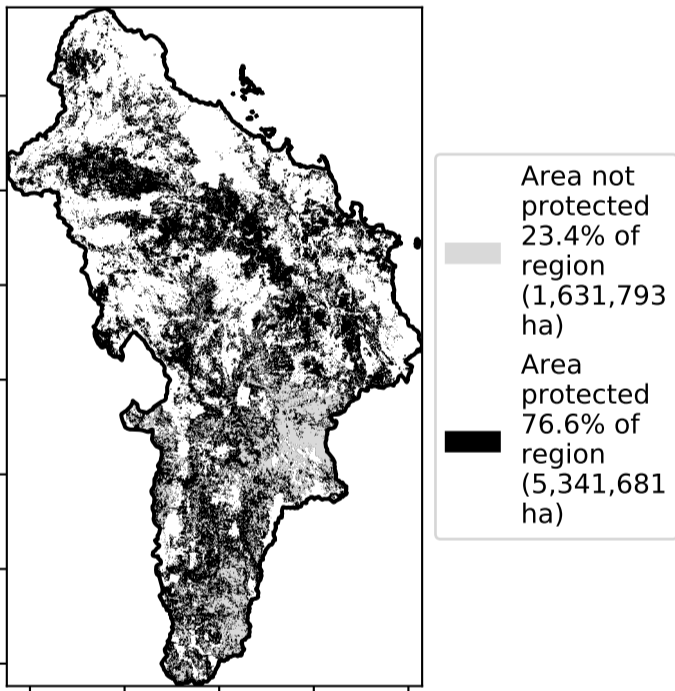 Area not
protected
23.4% of
region
(1,631,793
ha)
Area
protected
76.6% of
region
(5,341,681
ha)